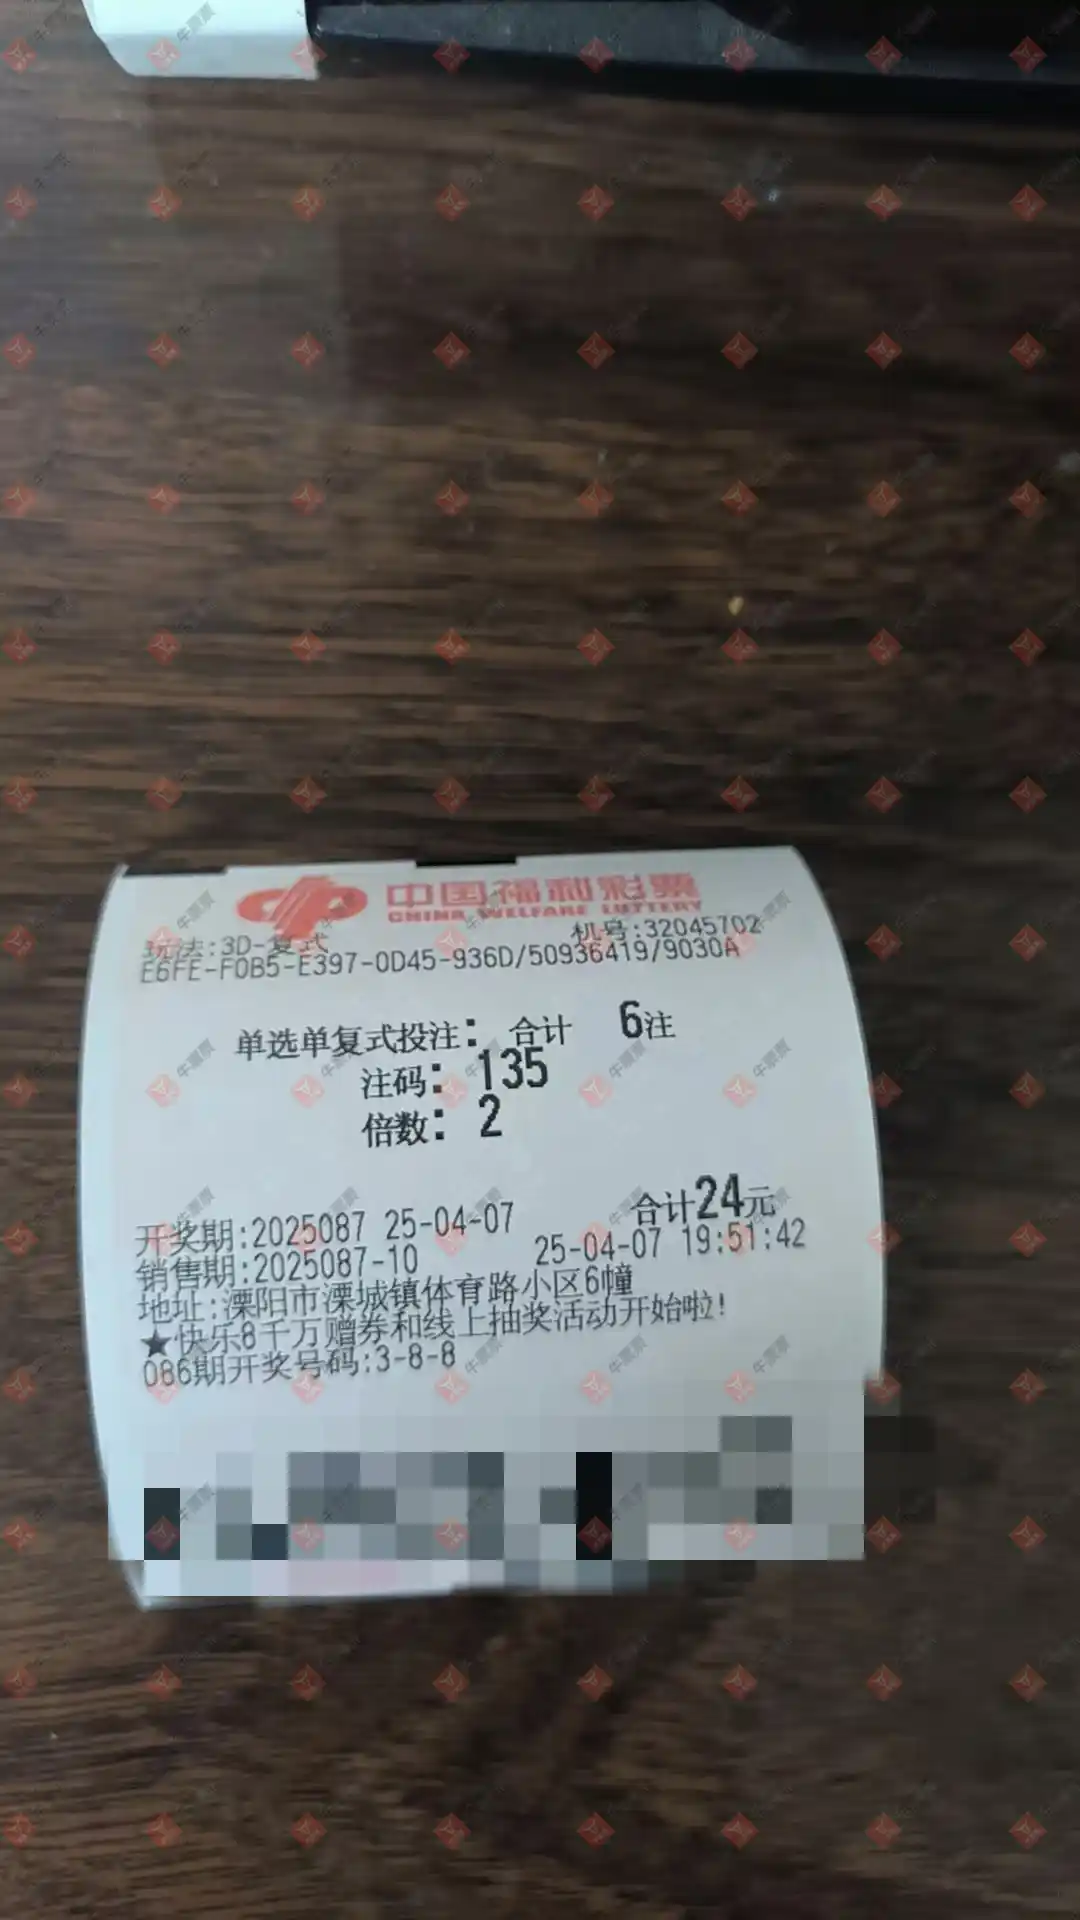 中国福利彩票
CHINA WELFARE LOTTERY
玩法:3D-复式 机号:32045702
E6FE-F0B5-E397-0D45-936D/50936419/9030A
单选单复式投注: 合计 6注
注码: 135
倍数: 2
合计24元
开奖期:2025087 25-04-07
销售期:2025087-10 25-04-07 19:51:42
地址:溧阳市溧城镇体育路小区6幢
★快乐8千万赠券和线上抽奖活动开始啦!
086期开奖号码:3-8-8